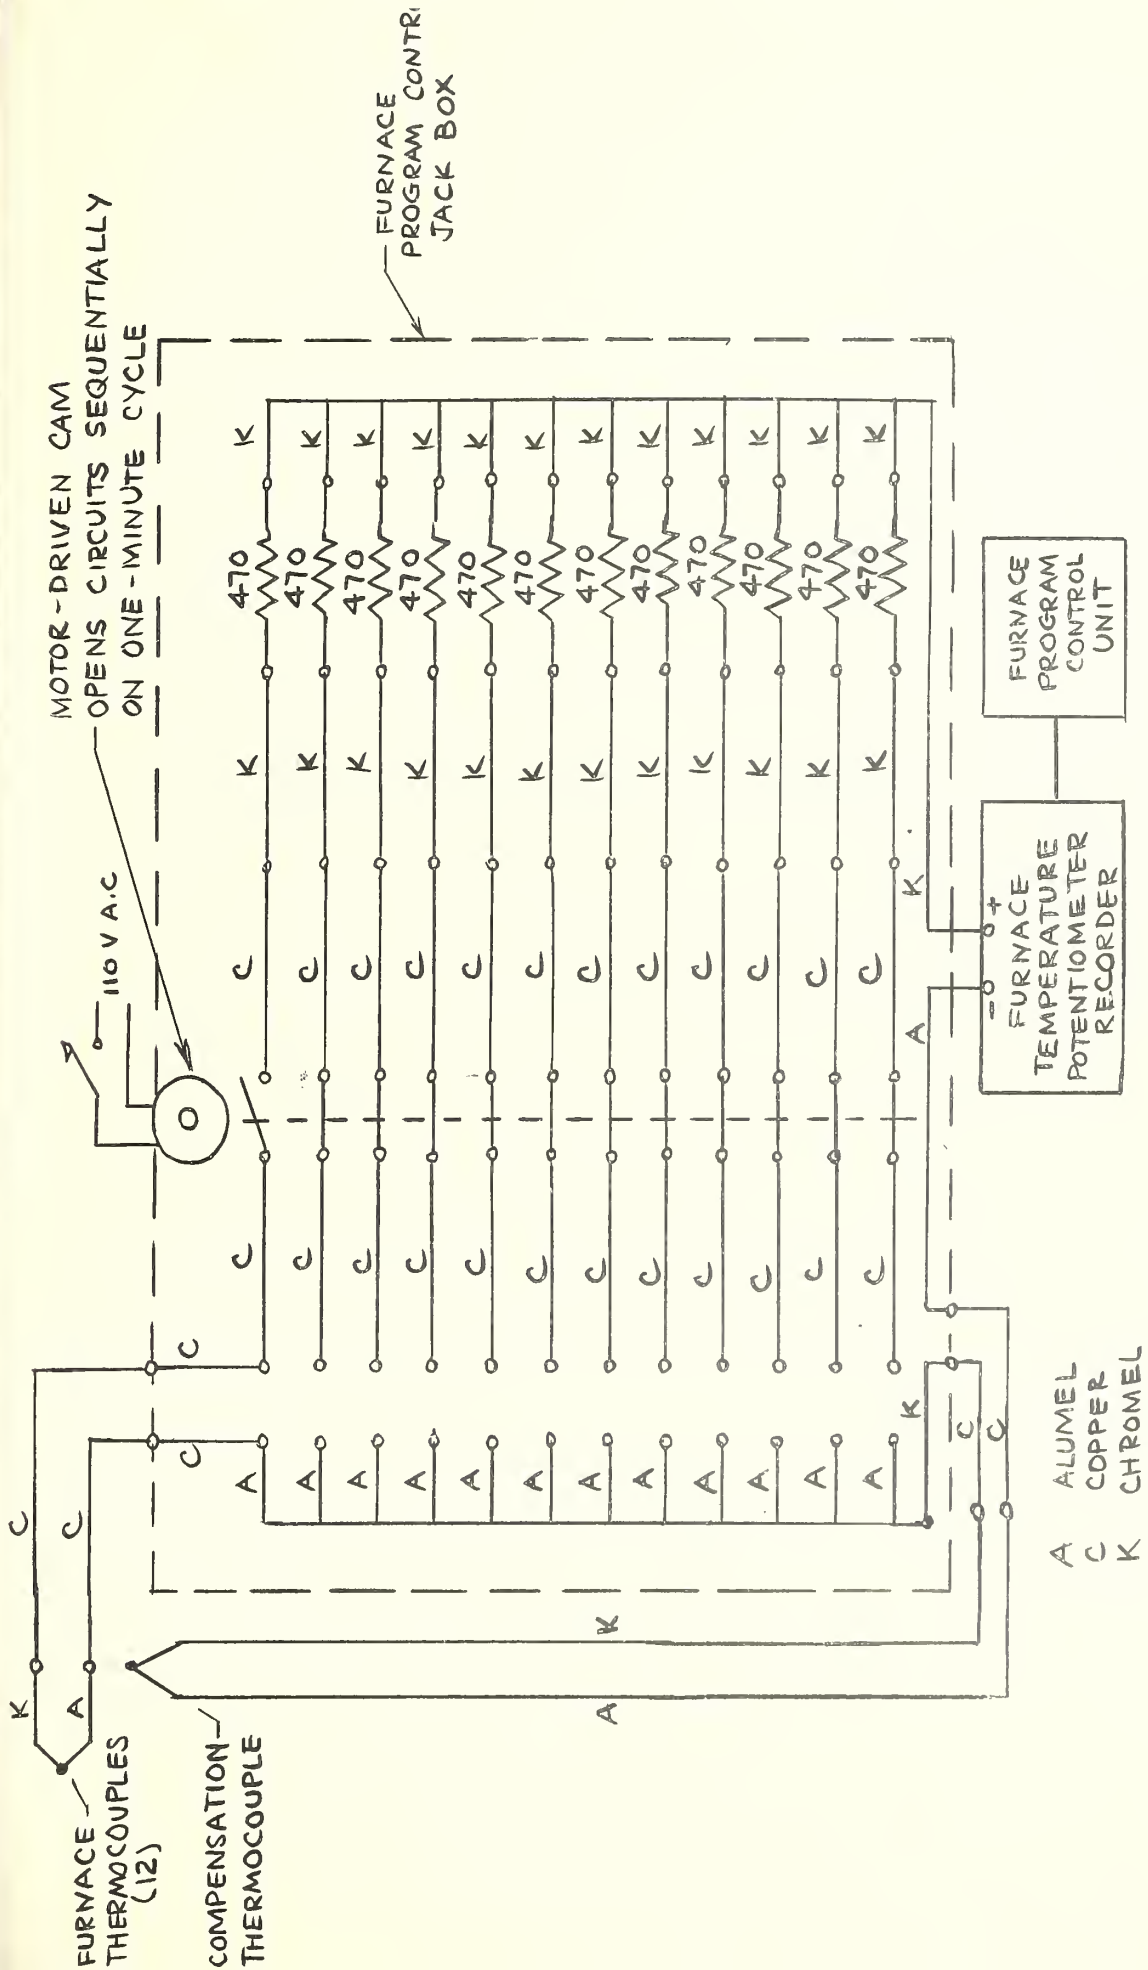 FURNACE
THERMOCOUPLES
(12)
K
C
A
C
MOTOR-DRIVEN CAM
OPENS CIRCUITS SEQUENTIALLY
ON ONE-MINUTE CYCLE
110 V A.C
C
C
COMPENSATION
THERMOCOUPLE
FURNACE
PROGRAM
JACK BOX
A C C K 470 K
A C C K 470 K
A C C K 470 K
A C C K 470 K
A C C K 470 K
A C C K 470 K
A C C K 470 K
A C C K 470 K
A C C K 470 K
A C C K 470 K
A C C K 470 K
A C C K 470 K
K
A
K
A
K
C
C
- +
FURNACE
TEMPERATURE
POTENTIOMETER
RECORDER
FURNACE
PROGRAM
CONTROL
UNIT
A ALUMEL
C COPPER
K CHROMEL